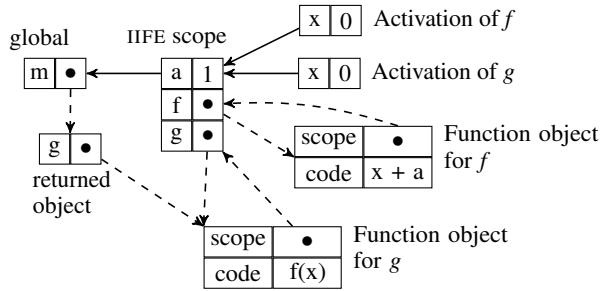 x 0 Activation of f
global IIFE scope
m • a 1 x 0 Activation of g
f •
g •
g • scope • Function object
for f
code x + a
returned
object
scope • Function object
for g
code f(x)